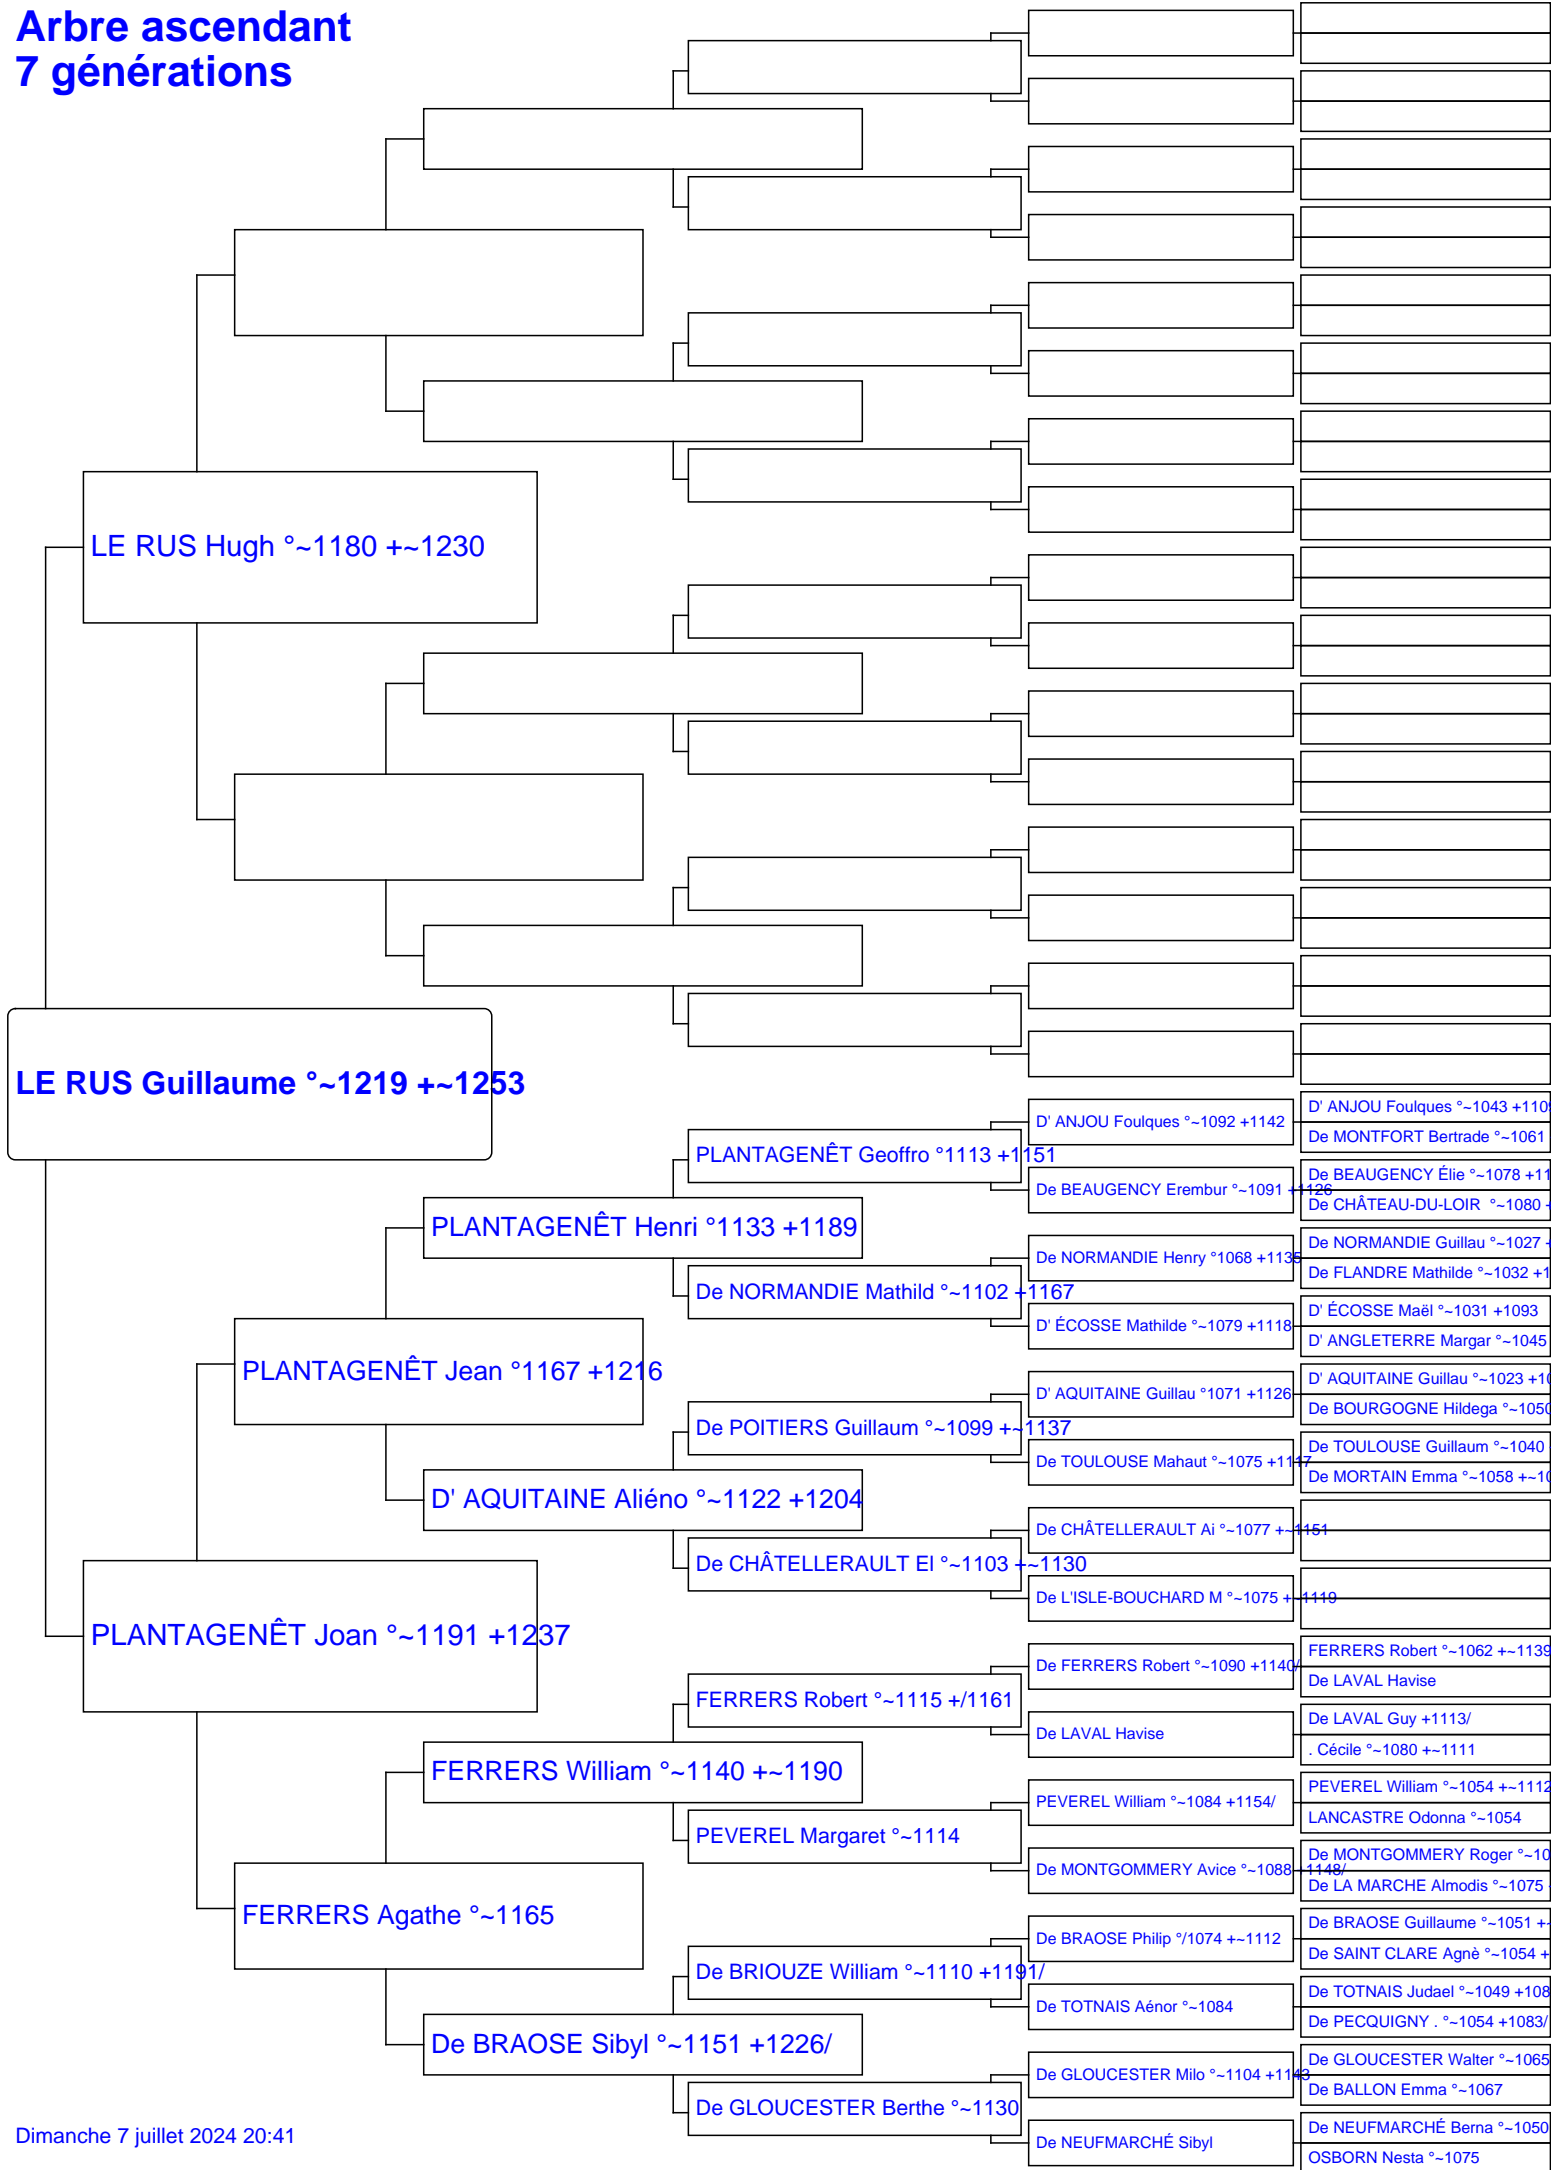 Arbre ascendant
7 générations
LE RUS Hugh °~1180 +~1230
LE RUS Guillaume °~1219 +~1253
D' ANJOU Foulques °~1092 +1142
D' ANJOU Foulques °~1043 +110
De MONTFORT Bertrade °~1061
PLANTAGENÊT Geoffro °1113 +1151
De BEAUGENCY Erembur °~1091 +1126
De BEAUGENCY Élie °~1078 +11
De CHÂTEAU-DU-LOIR °~1080 +
PLANTAGENÊT Henri °1133 +1189
De NORMANDIE Henry °1068 +1135
De NORMANDIE Guillau °~1027 +
De FLANDRE Mathilde °~1032 +1
De NORMANDIE Mathild °~1102 +1167
D' ÉCOSSE Mathilde °~1079 +1118
D' ÉCOSSE Maël °~1031 +1093
D' ANGLETERRE Margar °~1045
PLANTAGENÊT Jean °1167 +1216
D' AQUITAINE Guillau °1071 +1126
D' AQUITAINE Guillau °~1023 +10
De BOURGOGNE Hildega °~1050
De POITIERS Guillaum °~1099 +~1137
De TOULOUSE Mahaut °~1075 +1117
De TOULOUSE Guillaum °~1040
De MORTAIN Emma °~1058 +~10
D' AQUITAINE Aliéno °~1122 +1204
De CHÂTELLERAULT Ai °~1077 +~1151
De CHÂTELLERAULT El °~1103 +~1130
De L'ISLE-BOUCHARD M °~1075 +~1119
PLANTAGENÊT Joan °~1191 +1237
De FERRERS Robert °~1090 +1140/
FERRERS Robert °~1062 +~1139
De LAVAL Havise
FERRERS Robert °~1115 +/1161
De LAVAL Havise
De LAVAL Guy +1113/
. Cécile °~1080 +~1111
FERRERS William °~1140 +~1190
PEVEREL William °~1084 +1154/
PEVEREL William °~1054 +~1112
LANCASTRE Odonna °~1054
PEVEREL Margaret °~1114
De MONTGOMMERY Avice °~1088 +1148/
De MONTGOMMERY Roger °~10
De LA MARCHE Almodis °~1075
FERRERS Agathe °~1165
De BRAOSE Philip °/1074 +~1112
De BRAOSE Guillaume °~1051 +~
De SAINT CLARE Agnè °~1054 +
De BRIOUZE William °~1110 +1191/
De TOTNAIS Aénor °~1084
De TOTNAIS Judael °~1049 +108
De PECQUIGNY . °~1054 +1083/
De BRAOSE Sibyl °~1151 +1226/
De GLOUCESTER Milo °~1104 +1143
De GLOUCESTER Walter °~1065
De BALLON Emma °~1067
De GLOUCESTER Berthe °~1130
De NEUFMARCHÉ Sibyl
De NEUFMARCHÉ Berna °~1050
OSBORN Nesta °~1075
Dimanche 7 juillet 2024 20:41